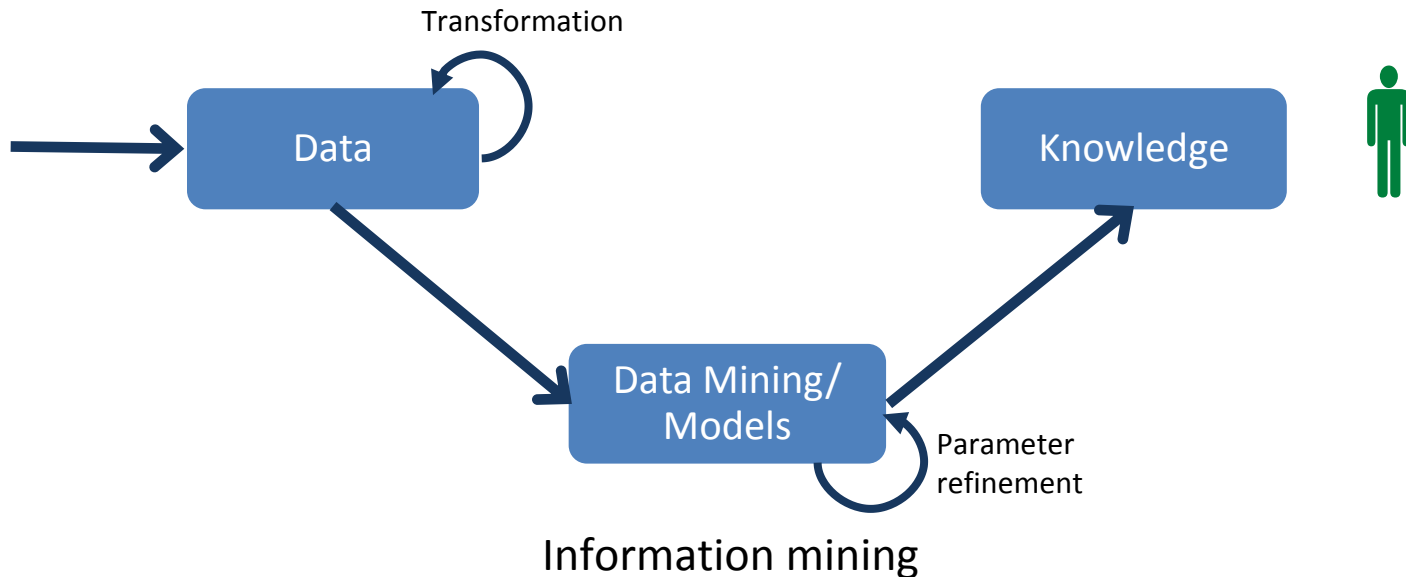 Transformation
Data
Knowledge
Data Mining/
Models
Parameter
refinement
Information mining